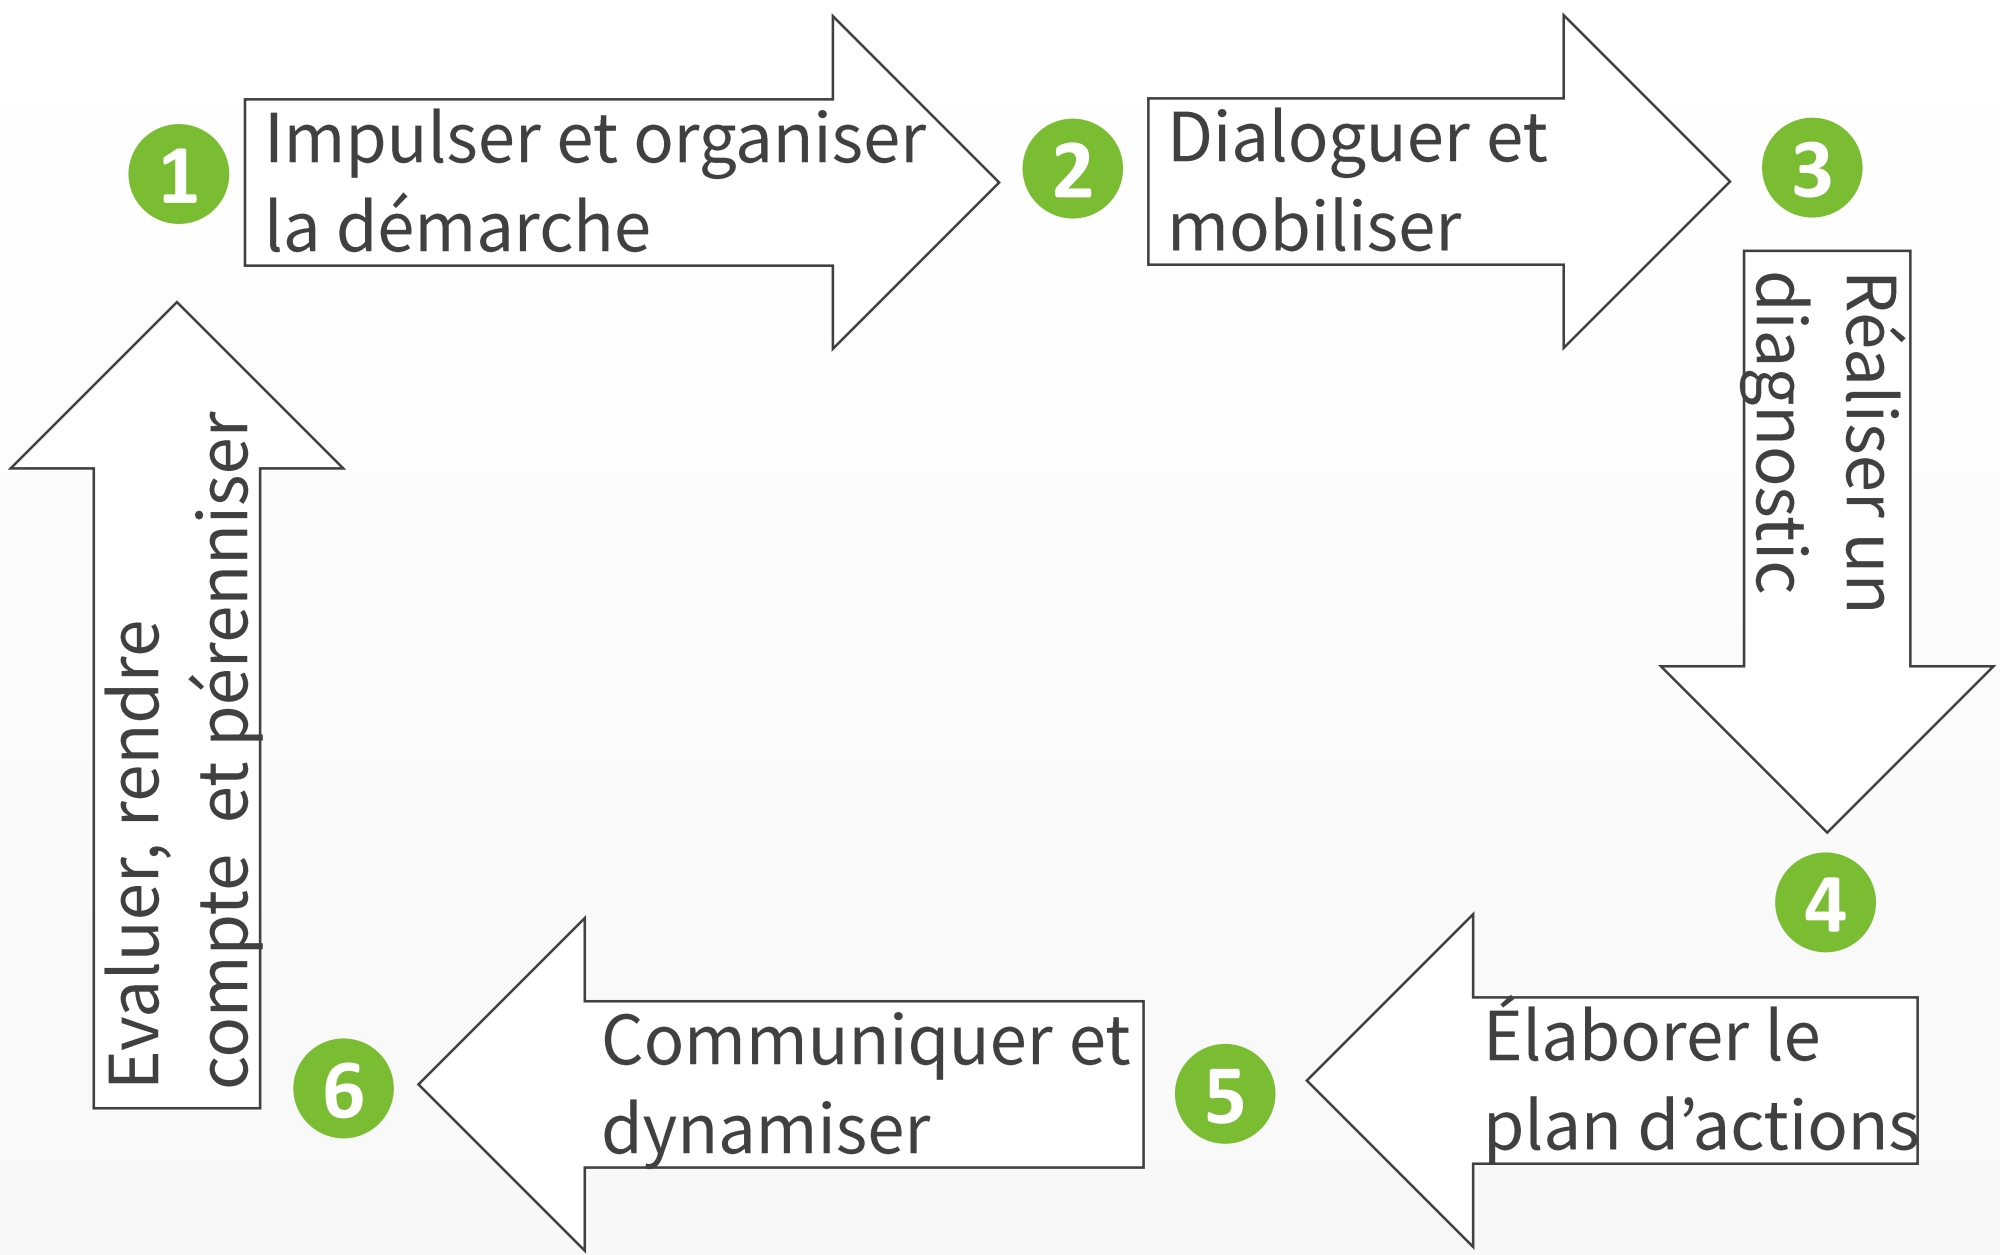 1
Impulser et organiser
la démarche
2
Dialoguer et
mobiliser
3
Réaliser un
diagnostic
4
Élaborer le
plan d’actions
5
Communiquer et
dynamiser
6
Evaluer, rendre
compte  et pérenniser